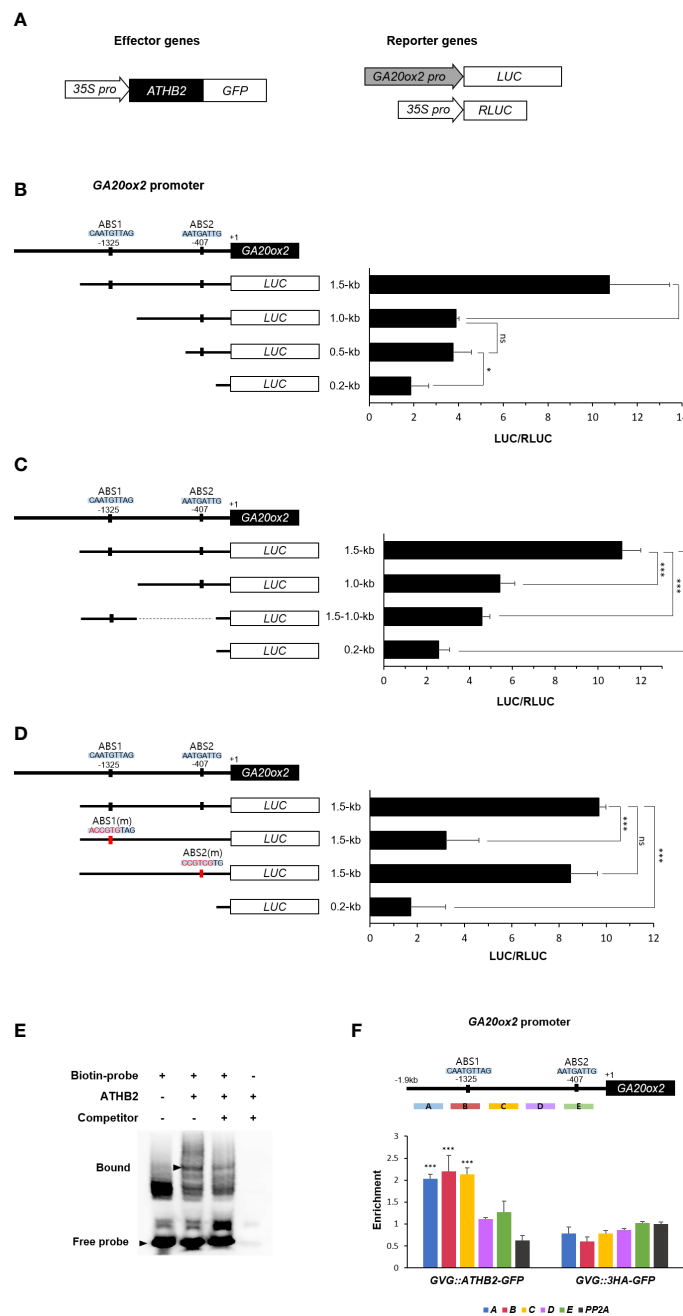 A
Effector genes
Reporter genes
35S pro ATHB2 GFP
GA20ox2 pro LUC
35S pro RLUC
B
GA20ox2 promoter
ABS1 ABS2
CAATGTTAG AATGATTG
-1325 -407 +1
GA20ox2
LUC 1.5-kb
LUC 1.0-kb
LUC 0.5-kb
LUC 0.2-kb
ns
*
0 2 4 6 8 10 12 14
LUC/RLUC
C
ABS1 ABS2
CAATGTTAG AATGATTG
-1325 -407 +1
GA20ox2
LUC 1.5-kb
LUC 1.0-kb
LUC 1.5-1.0-kb
LUC 0.2-kb
***
***
0 2 4 6 8 10
LUC/RLUC
D
ABS1 ABS2
CAATGTTAG AATGATTG
-1325 -407 +1
GA20ox2
LUC 1.5-kb
ABS1(m)
ACCGTGTAG
LUC 1.5-kb
ABS2(m)
CCGTCGTG
LUC 1.5-kb
LUC 0.2-kb
***
ns
***
0 2 4 6 8 10 12
LUC/RLUC
E
Biotin-probe + + + -
ATHB2 - + + +
Competitor - - + +
Bound
Free probe
F
GA20ox2 promoter
ABS1 ABS2
CAATGTTAG AATGATTG
-1.9kb -1325 -407 +1
GA20ox2
A B C D E
Enrichment
2.5
2
1.5
1
0.5
0
*** *** ***
GVG::ATHB2-GFP GVG::3HA-GFP
A B C D E PP2A